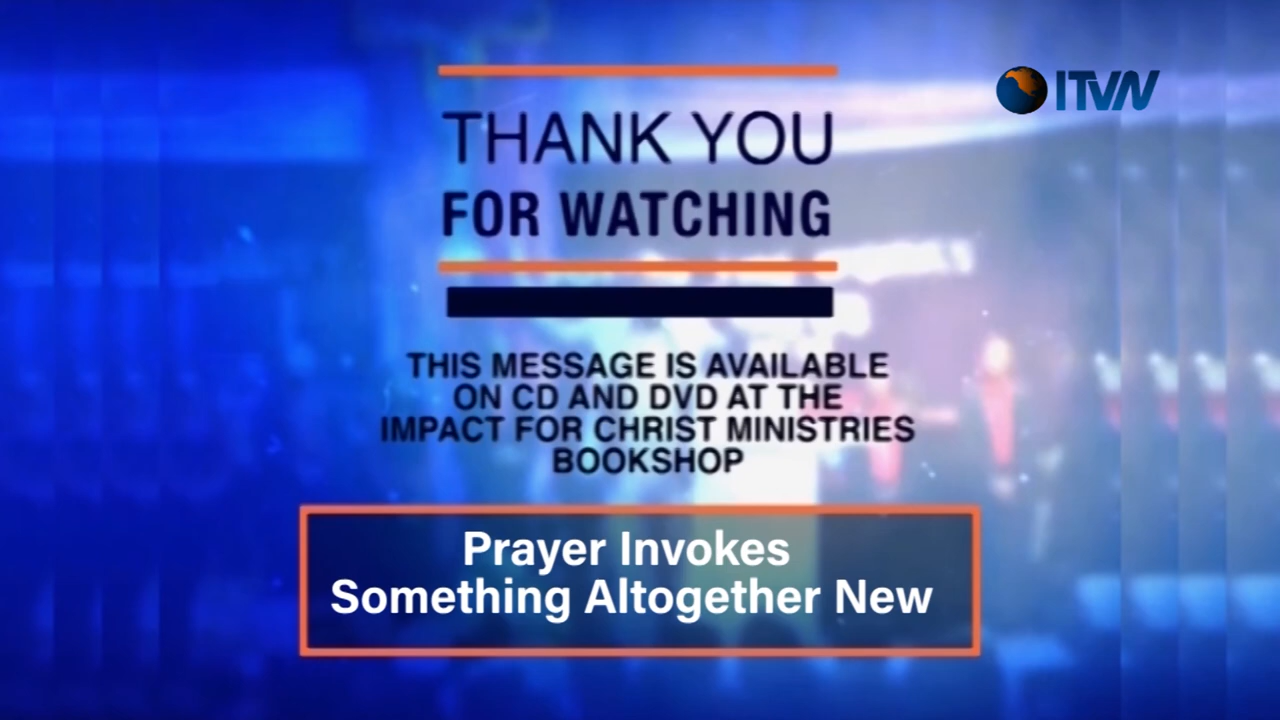 ITVN
THANK YOU
FOR WATCHING
THIS MESSAGE IS AVAILABLE
ON CD AND DVD AT THE
IMPACT FOR CHRIST MINISTRIES
BOOKSHOP
Prayer Invokes
Something Altogether New